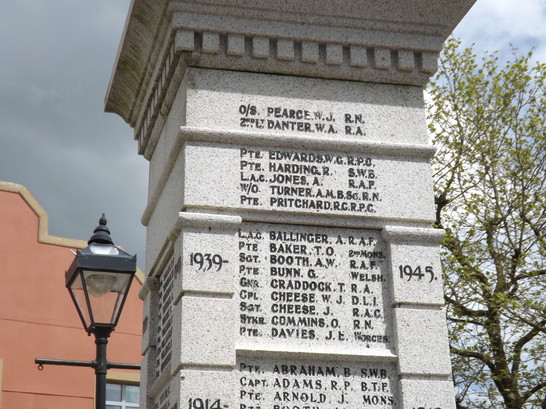 O/S. PEARCE, W.J. R.N.
2ND LT DANTER, W.A. R.A.
PTE. EDWARDS, W.G. R.P.C.
PTE. HARDING, R. S.W.B.
L.A.C. JONES, A. R.A.F.
W/O. TURNER, A.M.B.SC. R.N.
PTE. PRITCHARD, R.G. R.P.C.
1939-
1945.
L.A.C. BALLINGER, A. R.A.F.
PTE. BAKER, T.O. 2ND MONS.
SGT. BOOTH, A.W. R.A.F.
PTE. BUNN, G. WELSH.
GNR. CRADDOCK, T. R.A.
CPL. CHEESE, W.J. D.L.I.
SGT. CHEESE, J. R.A.C.
STKR. CUMMINS, O. R.N.
PTE. DAVIES, J.E. WORCES.
PTE. ABRAHAM, B. S.W.B.
CAPT. ADAMS, R.P. B.T.F.
PTE. ARNOLD, J. MONS.
1914-